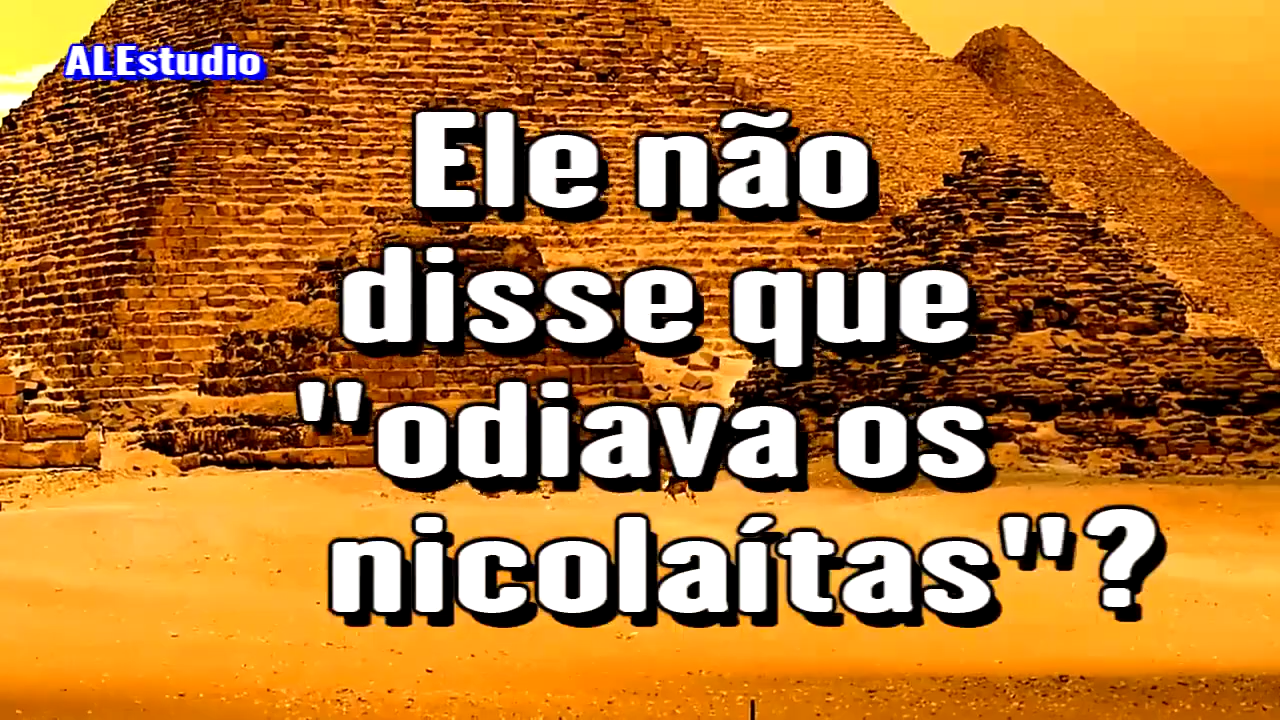 ALEstudio
Ele não
disse que
"odiava os
nicolaítas"?